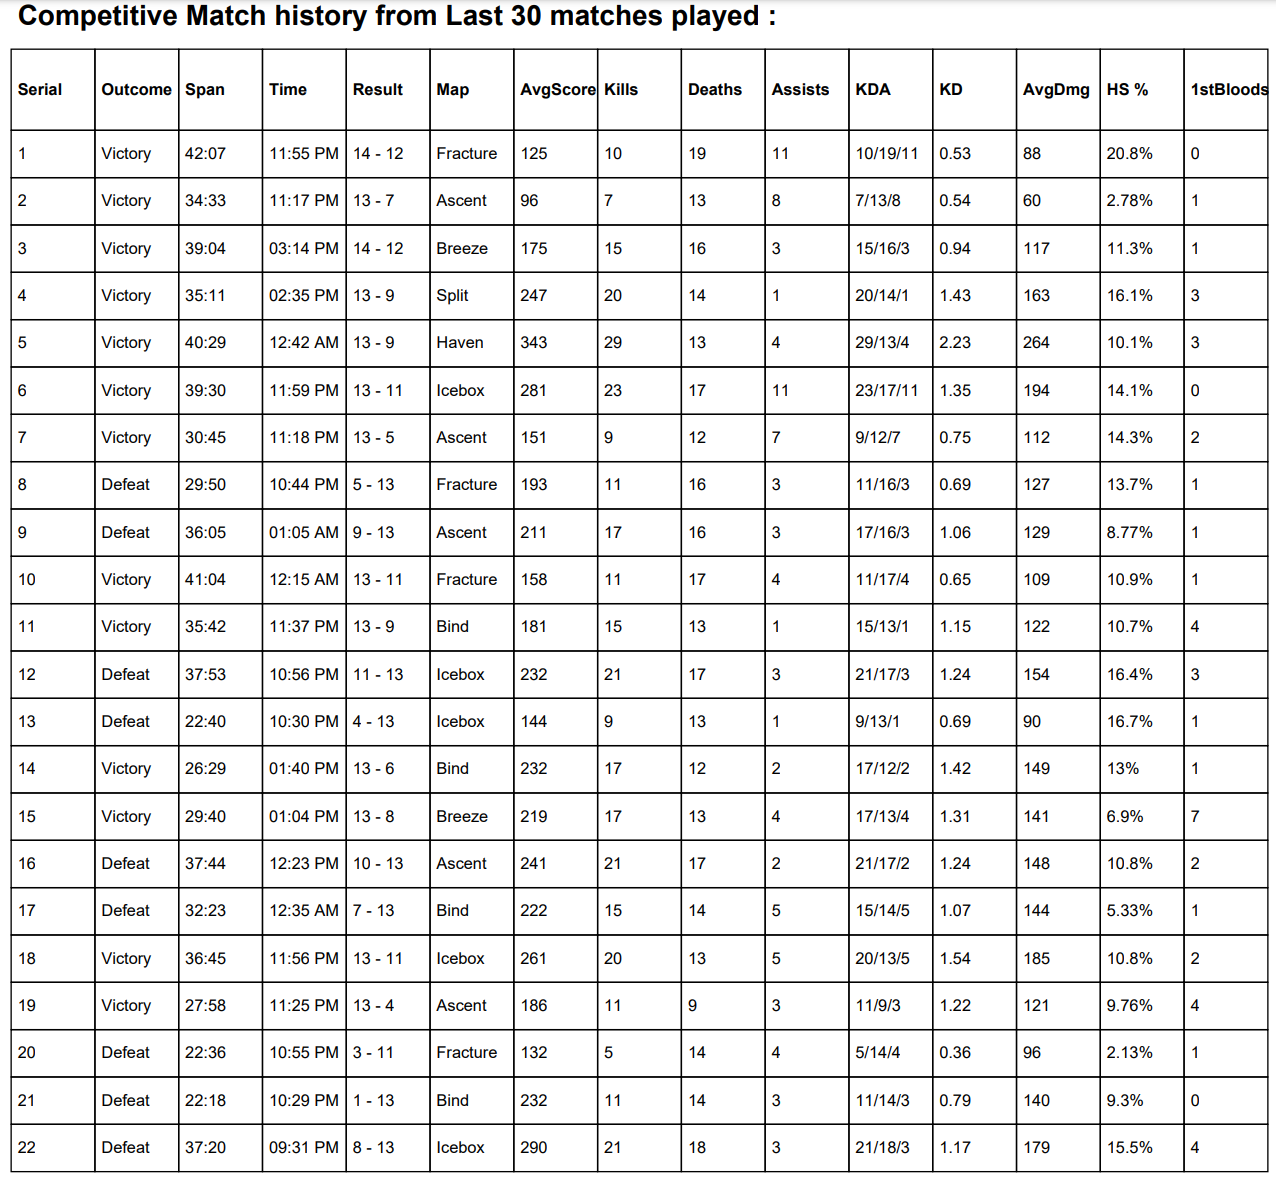 Competitive Match history from Last 30 matches played :
Serial Outcome Span Time Result Map AvgScore Kills Deaths Assists KDA KD AvgDmg HS % 1stBloods
1 Victory 42:07 11:55 PM 14 - 12 Fracture 125 10 19 11 10/19/11 0.53 88 20.8% 0
2 Victory 34:33 11:17 PM 13 - 7 Ascent 96 7 13 8 7/13/8 0.54 60 2.78% 1
3 Victory 39:04 03:14 PM 14 - 12 Breeze 175 15 16 3 15/16/3 0.94 117 11.3% 1
4 Victory 35:11 02:35 PM 13 - 9 Split 247 20 14 1 20/14/1 1.43 163 16.1% 3
5 Victory 40:29 12:42 AM 13 - 9 Haven 343 29 13 4 29/13/4 2.23 264 10.1% 3
6 Victory 39:30 11:59 PM 13 - 11 Icebox 281 23 17 11 23/17/11 1.35 194 14.1% 0
7 Victory 30:45 11:18 PM 13 - 5 Ascent 151 9 12 7 9/12/7 0.75 112 14.3% 2
8 Defeat 29:50 10:44 PM 5 - 13 Fracture 193 11 16 3 11/16/3 0.69 127 13.7% 1
9 Defeat 36:05 01:05 AM 9 - 13 Ascent 211 17 16 3 17/16/3 1.06 129 8.77% 1
10 Victory 41:04 12:15 AM 13 - 11 Fracture 158 11 17 4 11/17/4 0.65 109 10.9% 1
11 Victory 35:42 11:37 PM 13 - 9 Bind 181 15 13 1 15/13/1 1.15 122 10.7% 4
12 Defeat 37:53 10:56 PM 11 - 13 Icebox 232 21 17 3 21/17/3 1.24 154 16.4% 3
13 Defeat 22:40 10:30 PM 4 - 13 Icebox 144 9 13 1 9/13/1 0.69 90 16.7% 1
14 Victory 26:29 01:40 PM 13 - 6 Bind 232 17 12 2 17/12/2 1.42 149 13% 1
15 Victory 29:40 01:04 PM 13 - 8 Breeze 219 17 13 4 17/13/4 1.31 141 6.9% 7
16 Defeat 37:44 12:23 PM 10 - 13 Ascent 241 21 17 2 21/17/2 1.24 148 10.8% 2
17 Defeat 32:23 12:35 AM 7 - 13 Bind 222 15 14 5 15/14/5 1.07 144 5.33% 1
18 Victory 36:45 11:56 PM 13 - 11 Icebox 261 20 13 5 20/13/5 1.54 185 10.8% 2
19 Victory 27:58 11:25 PM 13 - 4 Ascent 186 11 9 3 11/9/3 1.22 121 9.76% 4
20 Defeat 22:36 10:55 PM 3 - 11 Fracture 132 5 14 4 5/14/4 0.36 96 2.13% 1
21 Defeat 22:18 10:29 PM 1 - 13 Bind 232 11 14 3 11/14/3 0.79 140 9.3% 0
22 Defeat 37:20 09:31 PM 8 - 13 Icebox 290 21 18 3 21/18/3 1.17 179 15.5% 4